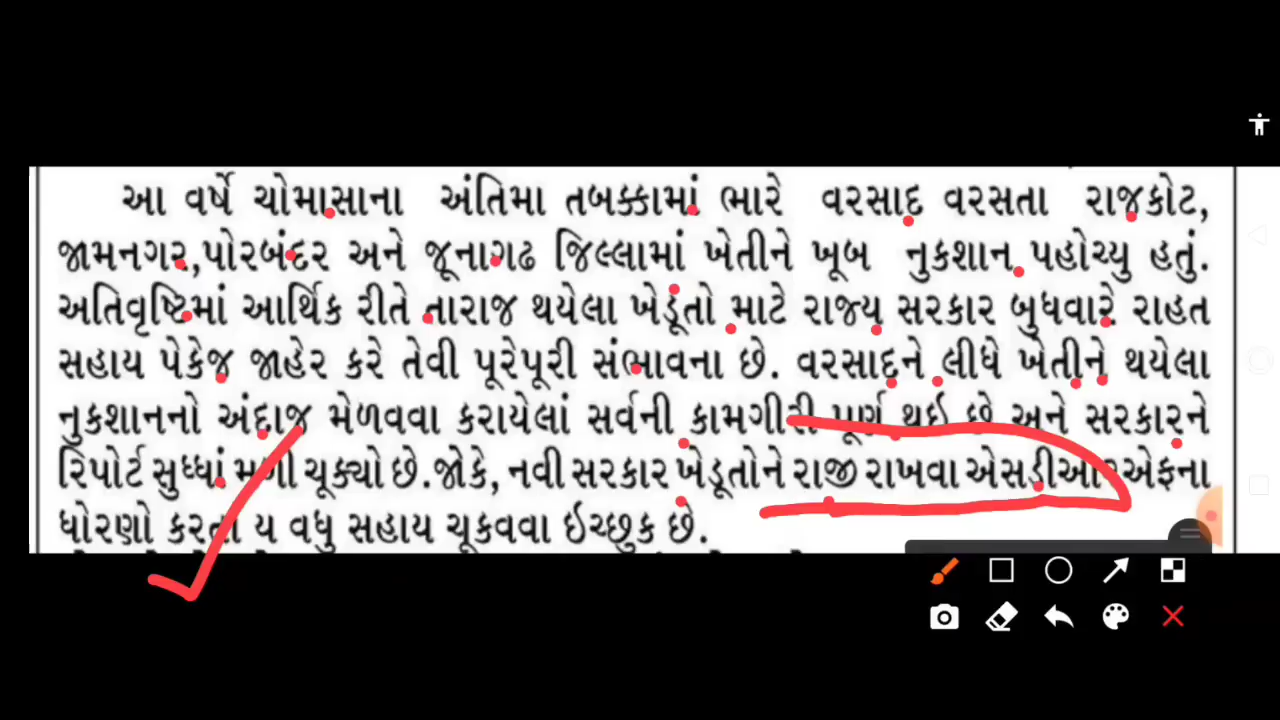 આ વર્ષે ચોમાસાના અંતિમા તબક્કામાં ભારે વરસાદ વરસતા રાજકોટ,
જામનગર,પોરબંદર અને જૂનાગઢ જિલ્લામાં ખેતીને ખૂબ નુકશાન પહોચ્યુ હતું.
અતિવૃષ્ટિમાં આર્થિક રીતે તારાજ થયેલા ખેડૂતો માટે રાજ્ય સરકાર બુધવારે રાહત
સહાય પેકેજ જાહેર કરે તેવી પૂરેપૂરી સંભાવના છે. વરસાદને લીધે ખેતીને થયેલા
નુકશાનનો અંદાજ મેળવવા કરાયેલાં સર્વની કામગીરી પૂર્ણ થઇ છે અને સરકારને
રિપોર્ટ સુધ્ધાં મળી ચૂક્યો છે.જોકે, નવી સરકાર ખેડૂતોને રાજી રાખવા એસડીઆરએફના
ધોરણો કરતા ય વધુ સહાય ચૂકવવા ઇચ્છુક છે.